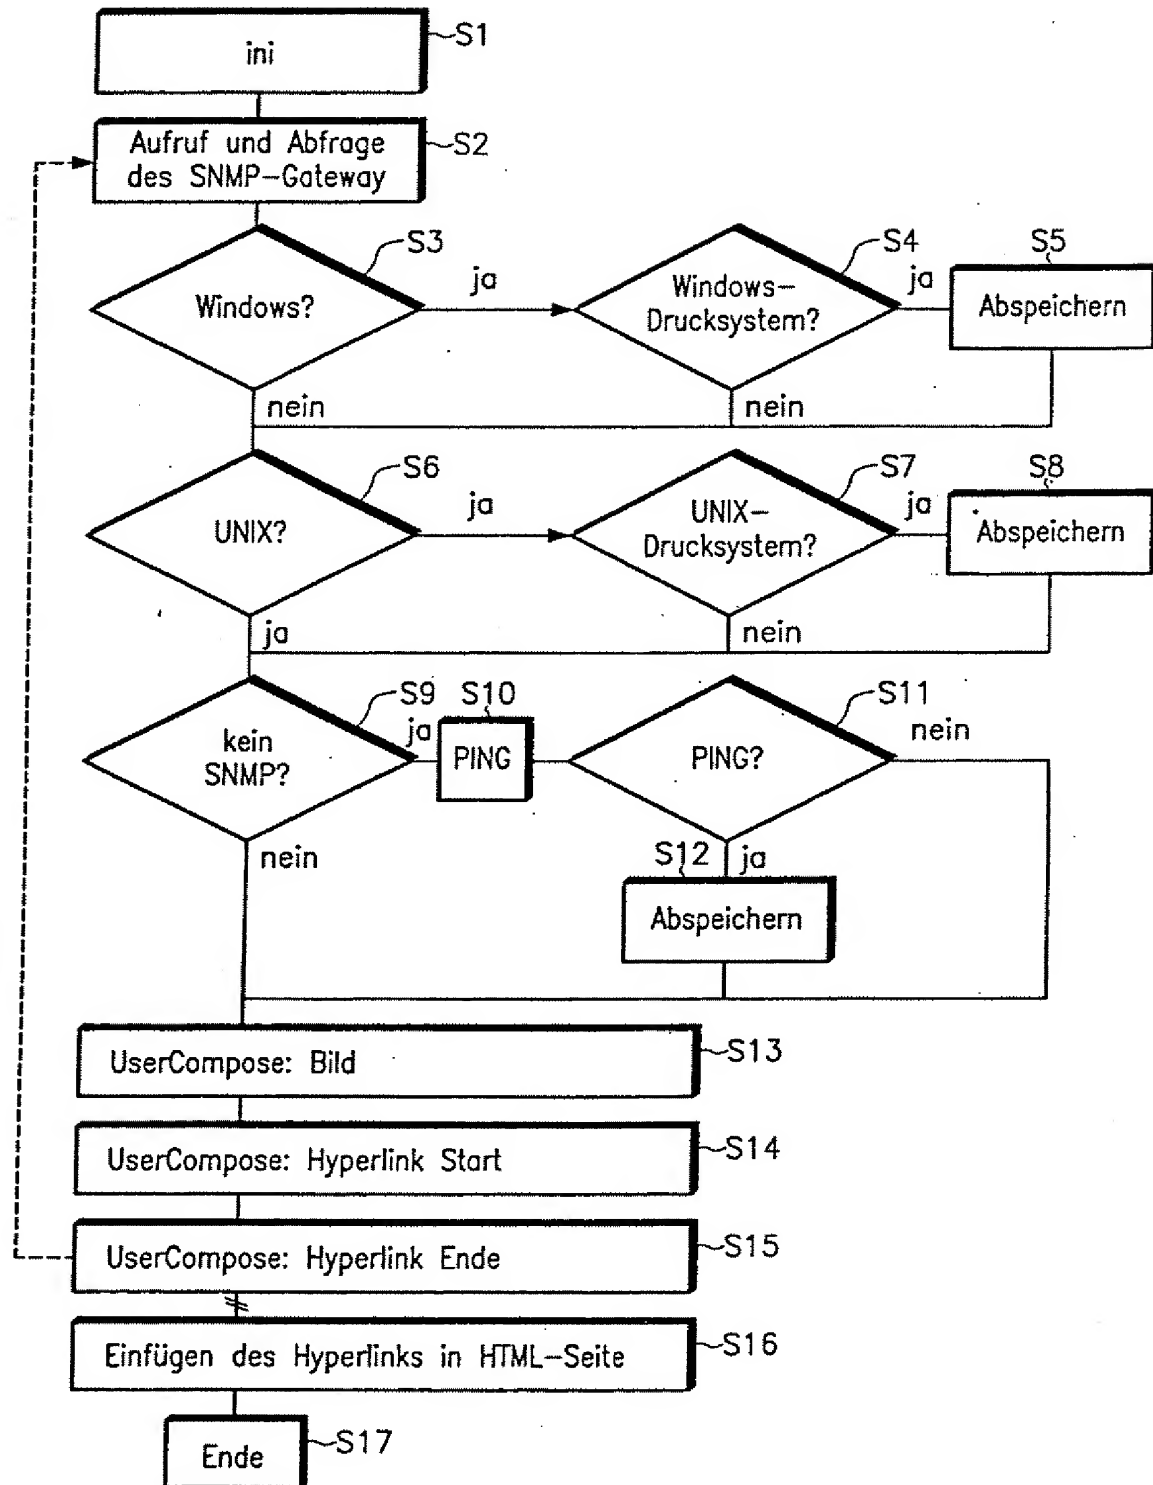 ini
S1
Aufruf und Abfrage
des SNMP-Gateway
S2
Windows?
S3
ja
nein
Windows-
Drucksystem?
S4
ja
nein
S5
Abspeichern
UNIX?
S6
ja
ja
UNIX-
Drucksystem?
S7
ja
nein
S8
Abspeichern
kein
SNMP?
S9
ja
nein
S10
PING
PING?
S11
nein
ja
S12
Abspeichern
UserCompose: Bild
S13
UserCompose: Hyperlink Start
S14
UserCompose: Hyperlink Ende
S15
Einfügen des Hyperlinks in HTML-Seite
S16
Ende
S17